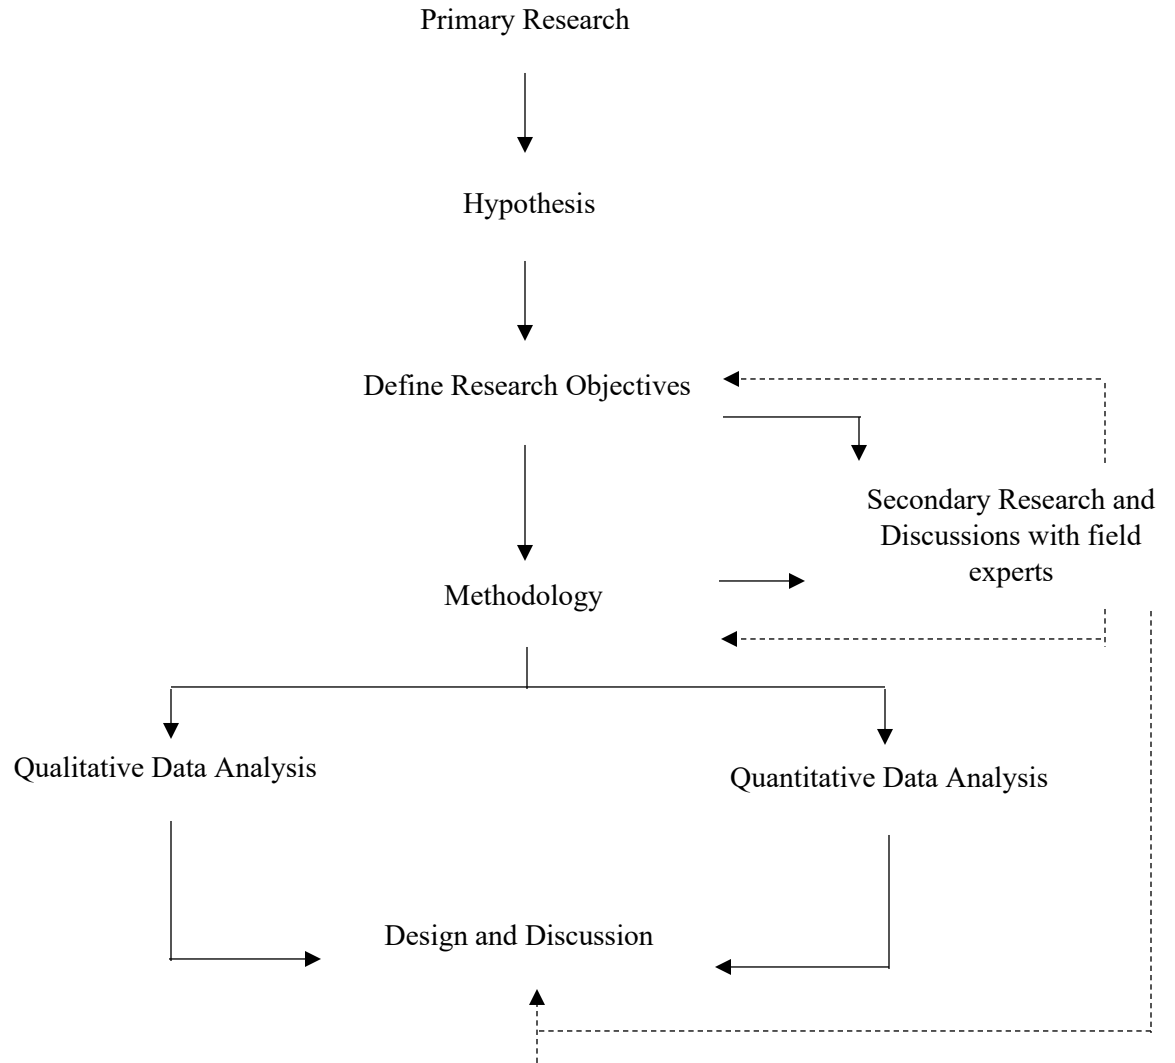 Primary Research
Hypothesis
Define Research Objectives
Secondary Research and
Discussions with field
experts
Methodology
Qualitative Data Analysis
Quantitative Data Analysis
Design and Discussion